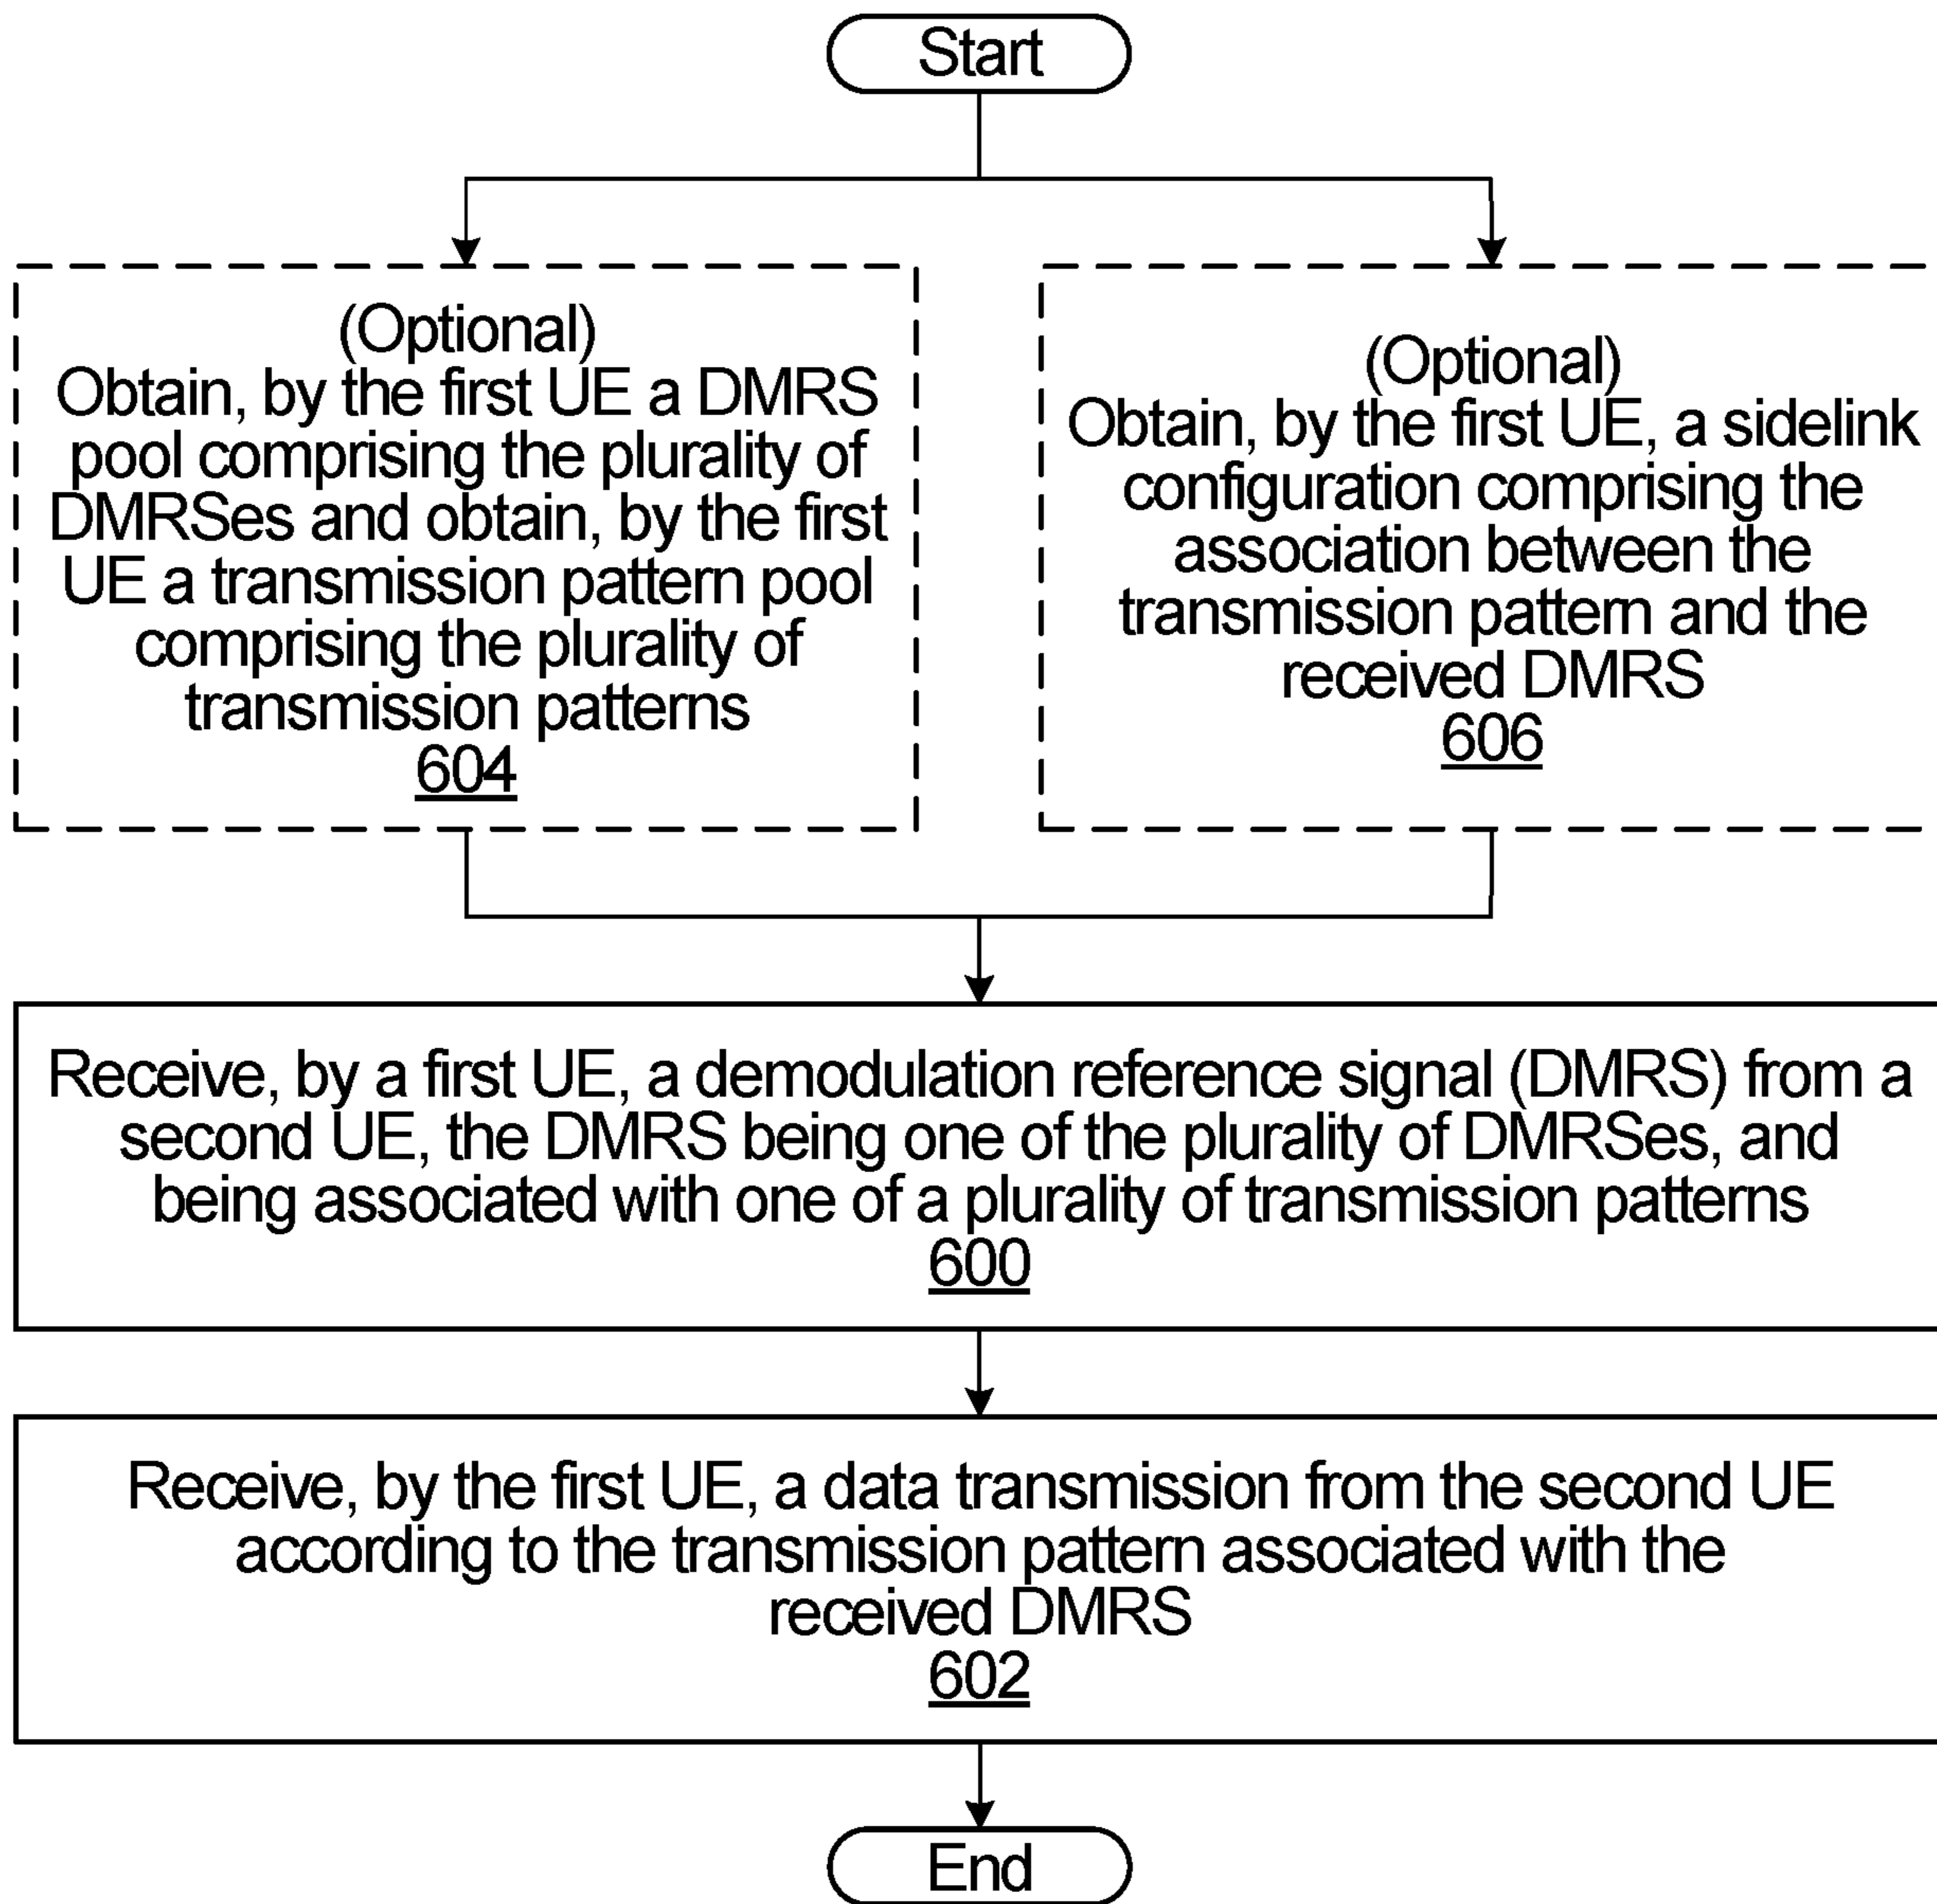 Start
(Optional)
Obtain, by the first UE a DMRS
pool comprising the plurality of
DMRSes and obtain, by the first
UE a transmission pattern pool
comprising the plurality of
transmission patterns
604
(Optional)
Obtain, by the first UE, a sidelink
configuration comprising the
association between the
transmission pattern and the
received DMRS
606
Receive, by a first UE, a demodulation reference signal (DMRS) from a
second UE, the DMRS being one of the plurality of DMRSes, and
being associated with one of a plurality of transmission patterns
600
Receive, by the first UE, a data transmission from the second UE
according to the transmission pattern associated with the
received DMRS
602
End